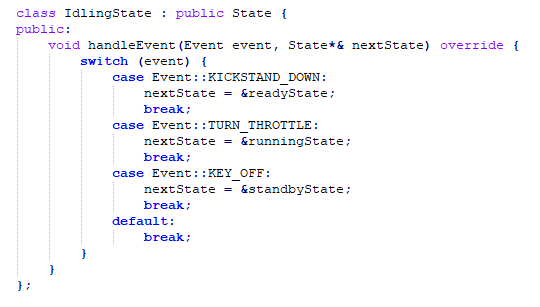 class IdlingState : public State {
public:
    void handleEvent(Event event, State*& nextState) override {
        switch (event) {
            case Event::KICKSTAND_DOWN:
                nextState = &readyState;
                break;
            case Event::TURN_THROTTLE:
                nextState = &runningState;
                break;
            case Event::KEY_OFF:
                nextState = &standbyState;
                break;
            default:
                break;
        }
    }
};